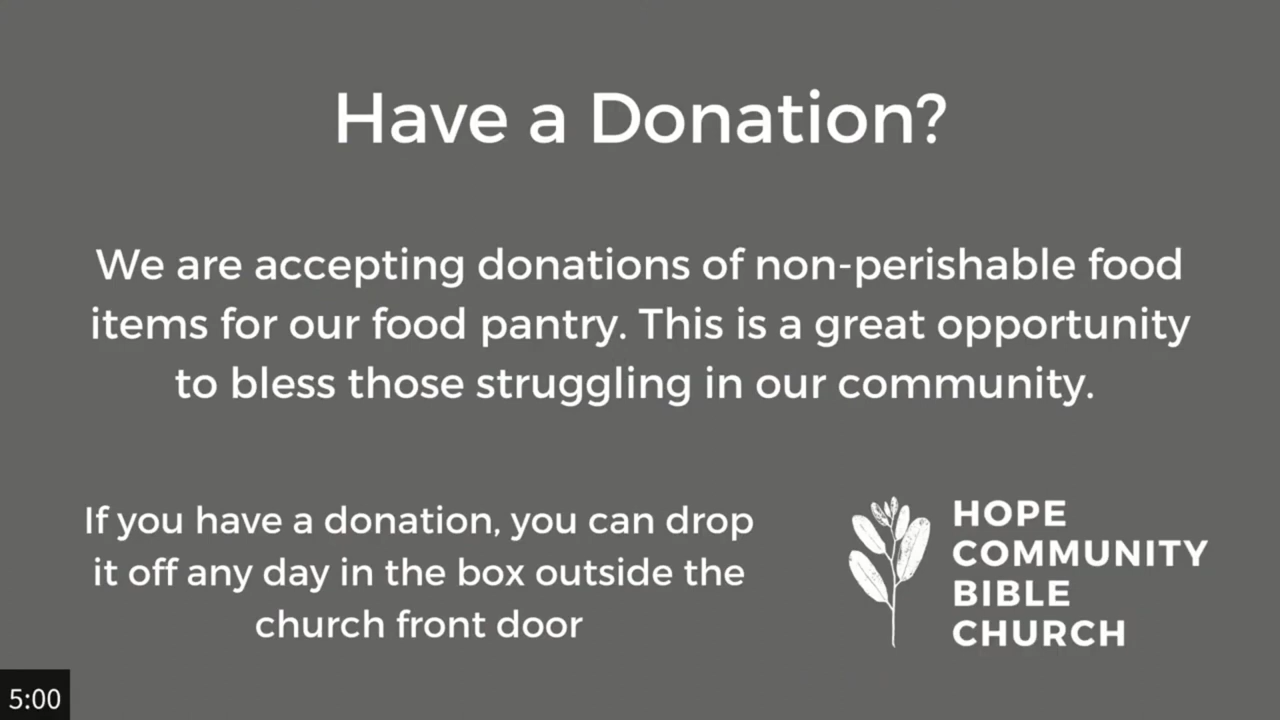 Have a Donation?
We are accepting donations of non-perishable food
items for our food pantry. This is a great opportunity
to bless those struggling in our community.
If you have a donation, you can drop
it off any day in the box outside the
church front door
HOPE
COMMUNITY
BIBLE
CHURCH
5:00